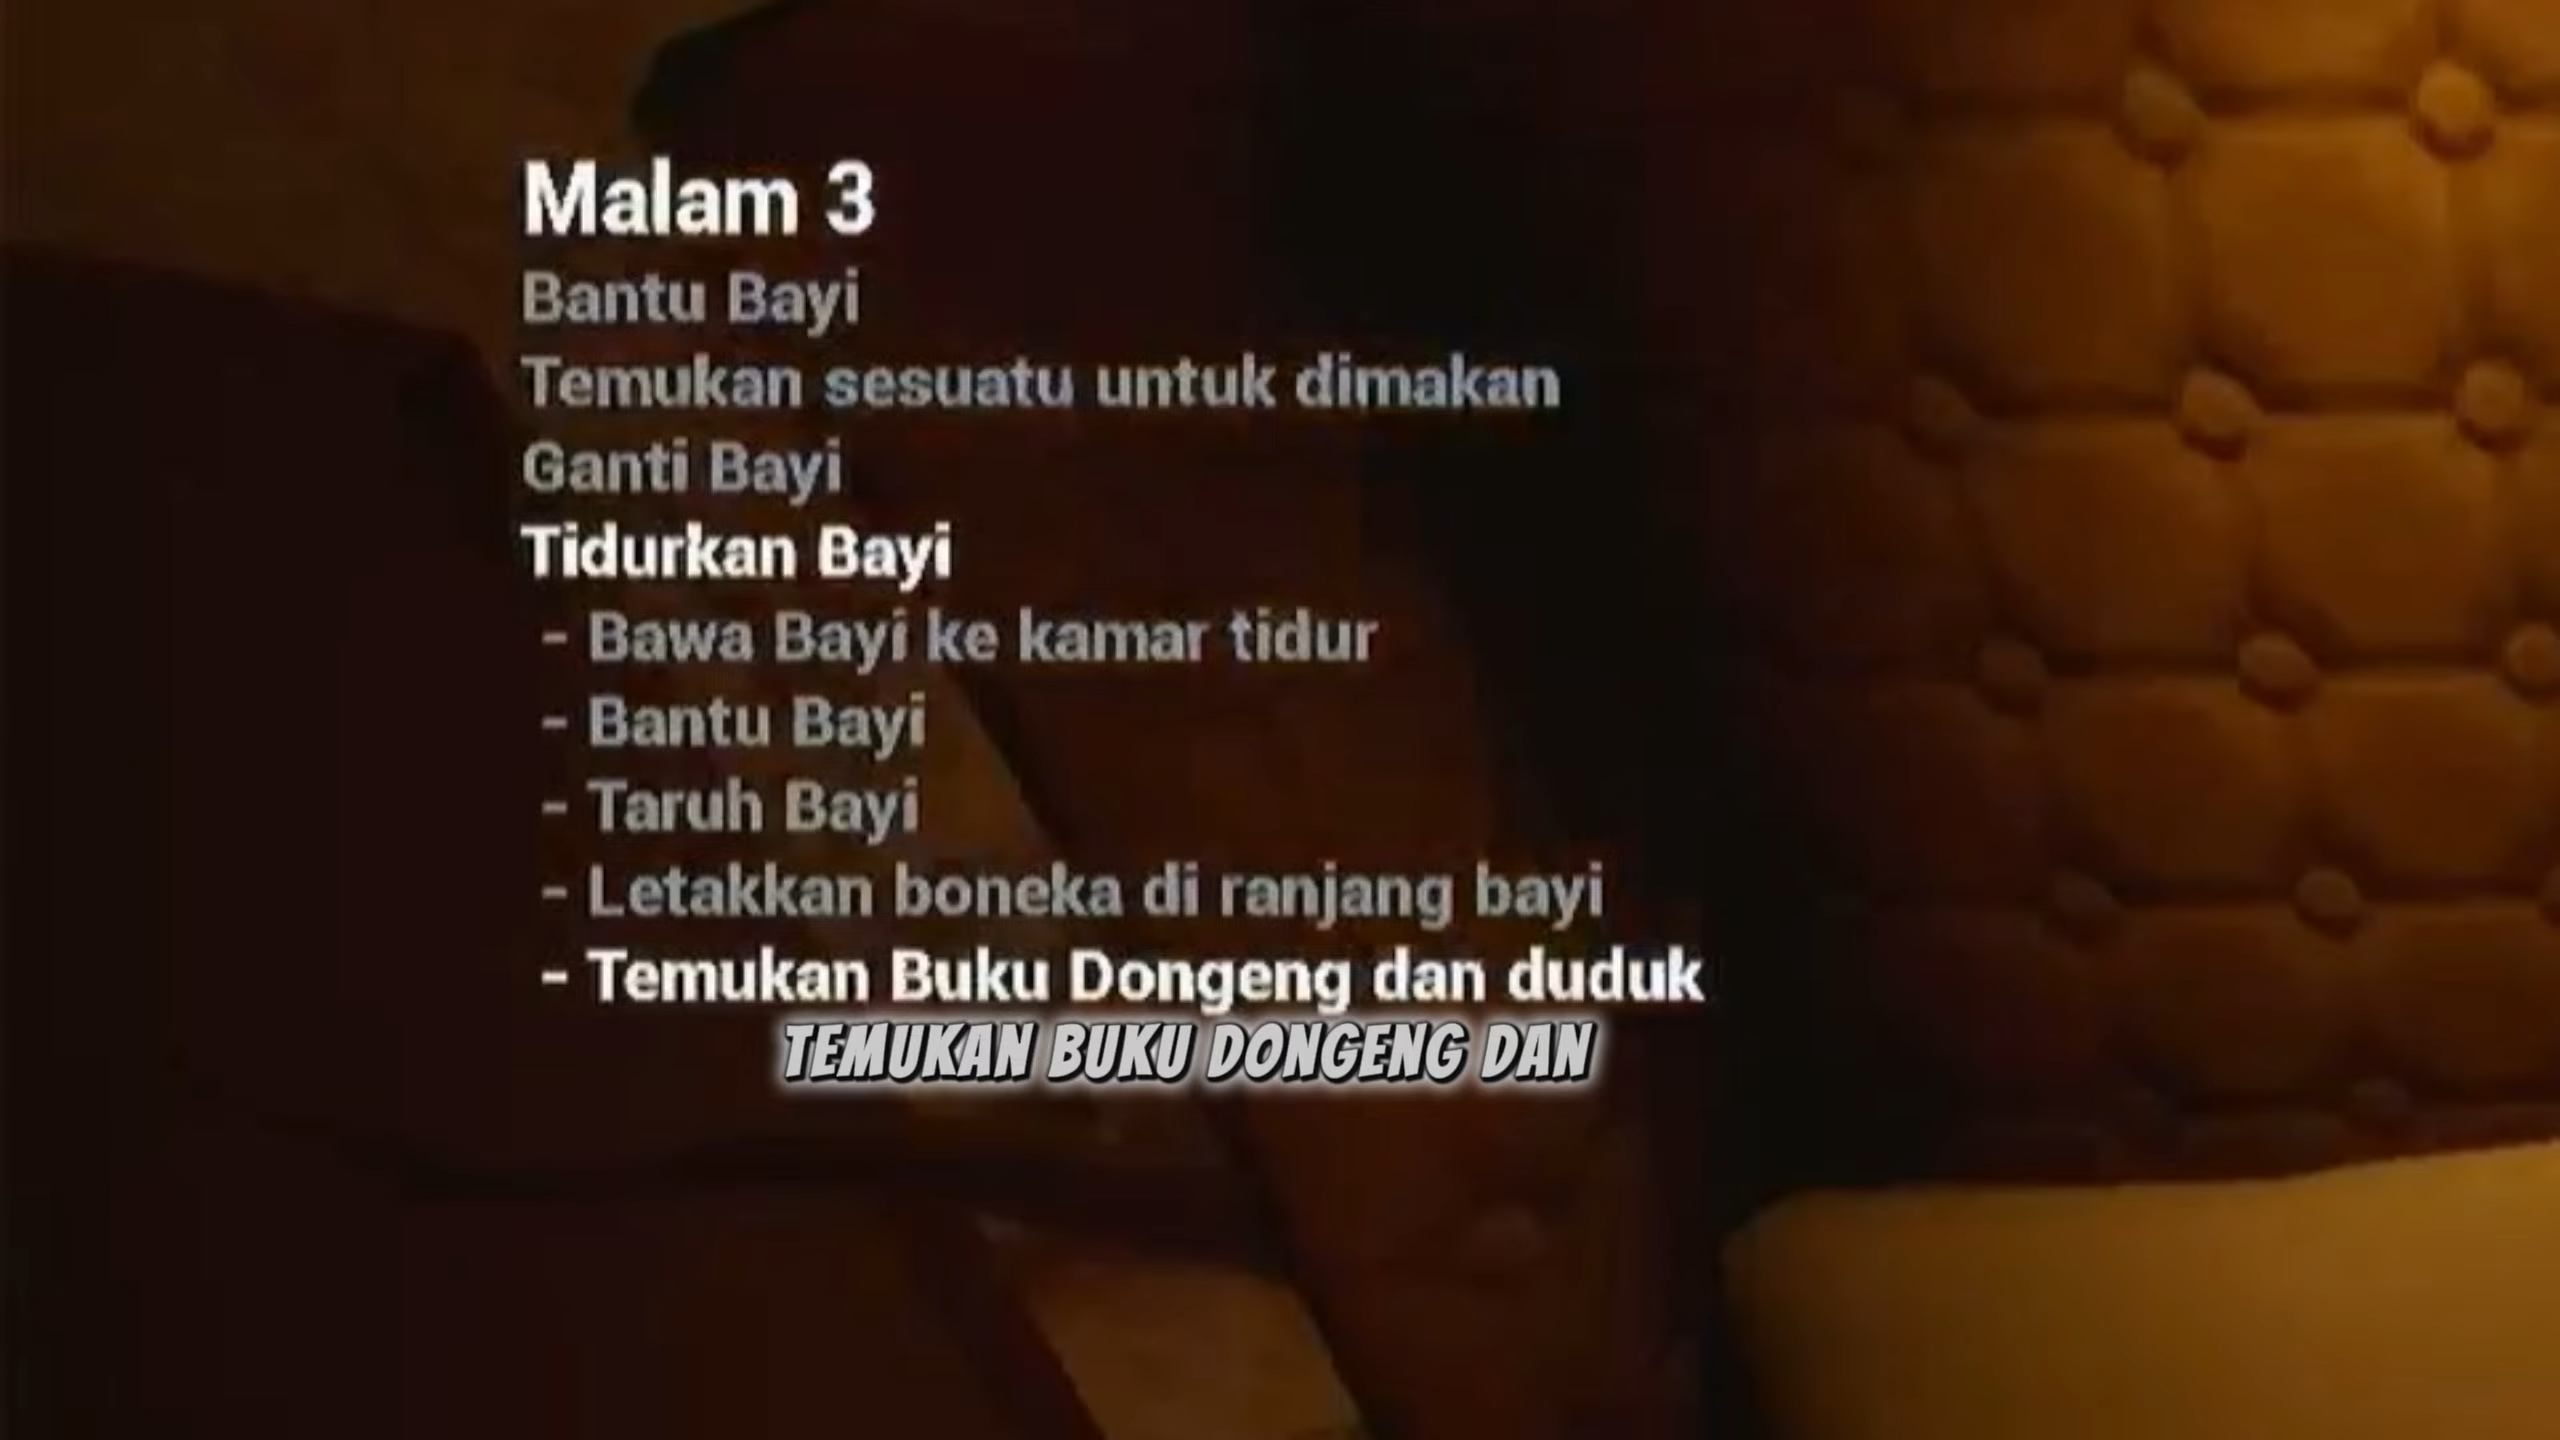 Malam 3
Bantu Bayi
Temukan sesuatu untuk dimakan
Ganti Bayi
Tidurkan Bayi
- Bawa Bayi ke kamar tidur
- Bantu Bayi
- Taruh Bayi
- Letakkan boneka di ranjang bayi
- Temukan Buku Dongeng dan duduk
TEMUKAN BUKU DONGENG DAN